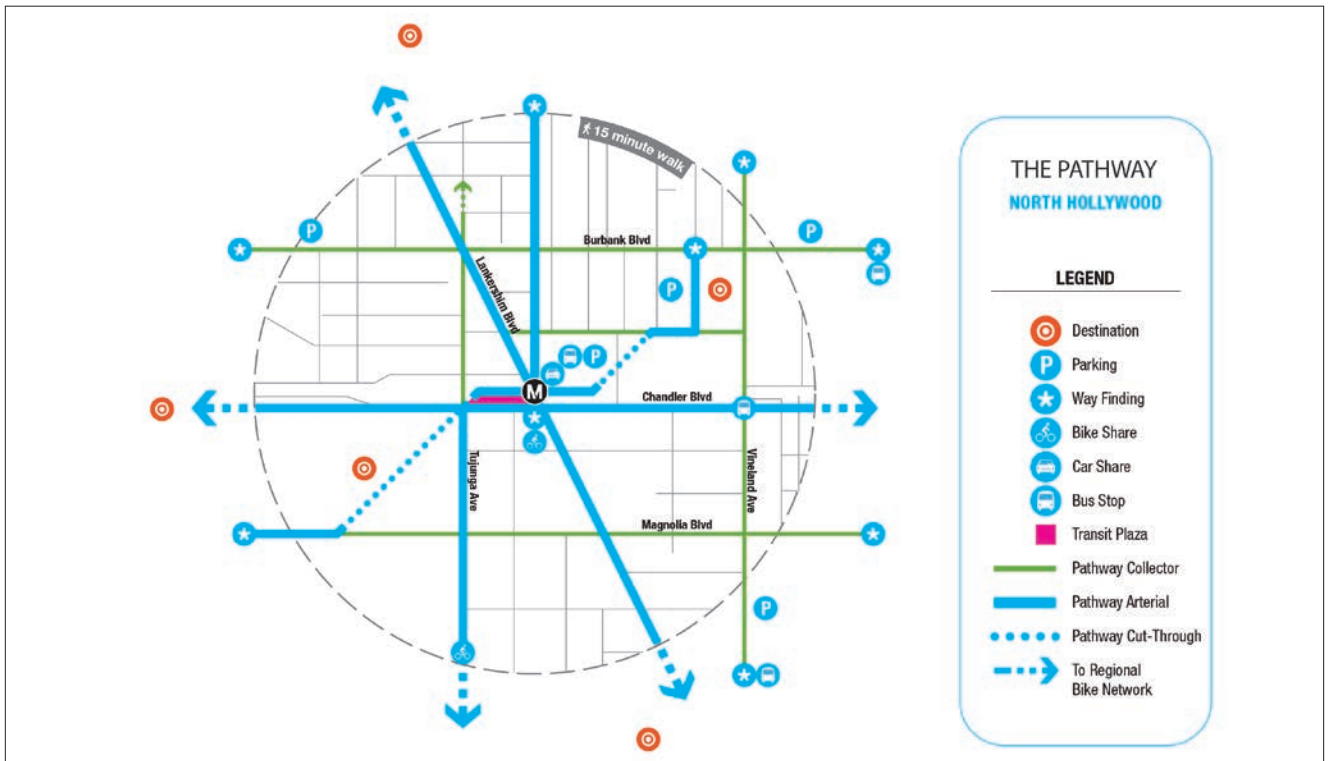 15 minute walk
P
P
Burbank Blvd
Lankershim Blvd
P
P
M
Chandler Blvd
Tujunga Ave
Vineland Ave
Magnolia Blvd
P
THE PATHWAY
NORTH HOLLYWOOD
LEGEND
Destination
P Parking
Way Finding
Bike Share
Car Share
Bus Stop
Transit Plaza
Pathway Collector
Pathway Arterial
Pathway Cut-Through
To Regional
Bike Network